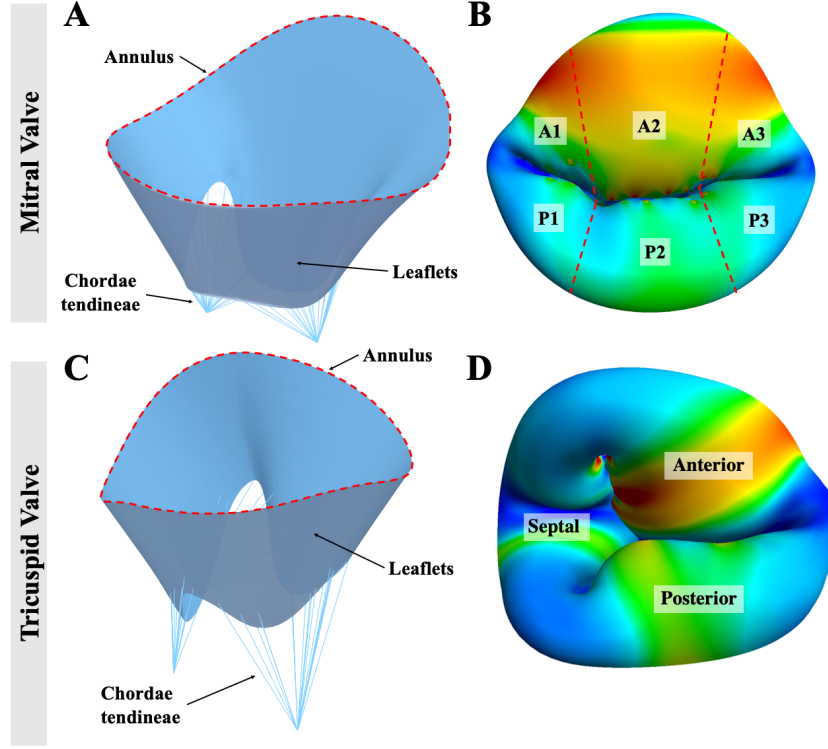 Mitral Valve
A
Annulus
Leaflets
Chordae
tendineae
B
A1
A2
A3
P1
P2
P3
Tricuspid Valve
C
Annulus
Leaflets
Chordae
tendineae
D
Anterior
Septal
Posterior